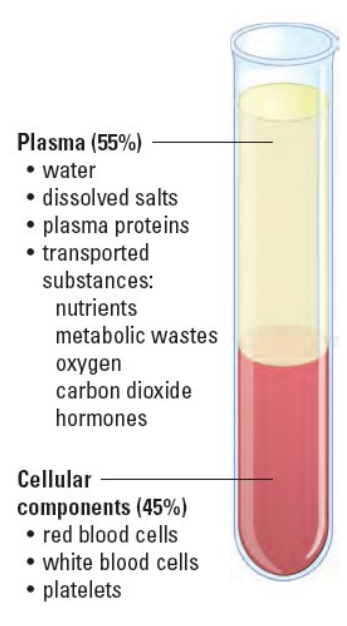 Plasma (55%)
• water
• dissolved salts
• plasma proteins
• transported
substances:
nutrients
metabolic wastes
oxygen
carbon dioxide
hormones
Cellular
components (45%)
• red blood cells
• white blood cells
• platelets